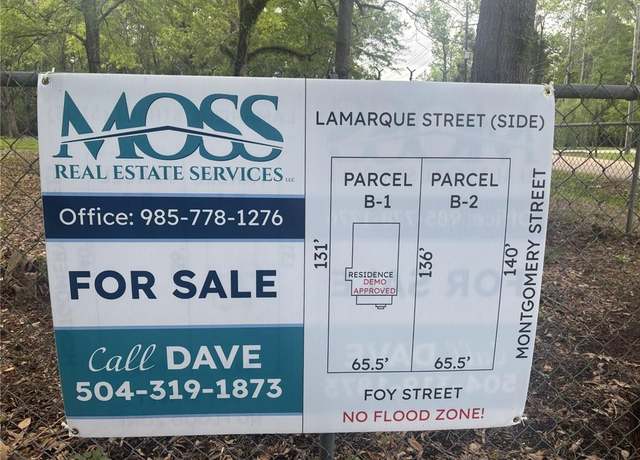 MOSS
REAL ESTATE SERVICES LLC
Office: 985-778-1276
FOR SALE
Call DAVE
504-319-1873
LAMARQUE STREET (SIDE)
PARCEL
B-1
PARCEL
B-2
131'
136'
140'
MONTGOMERY STREET
RESIDENCE
DEMO
APPROVED
65.5'
65.5'
FOY STREET
NO FLOOD ZONE!